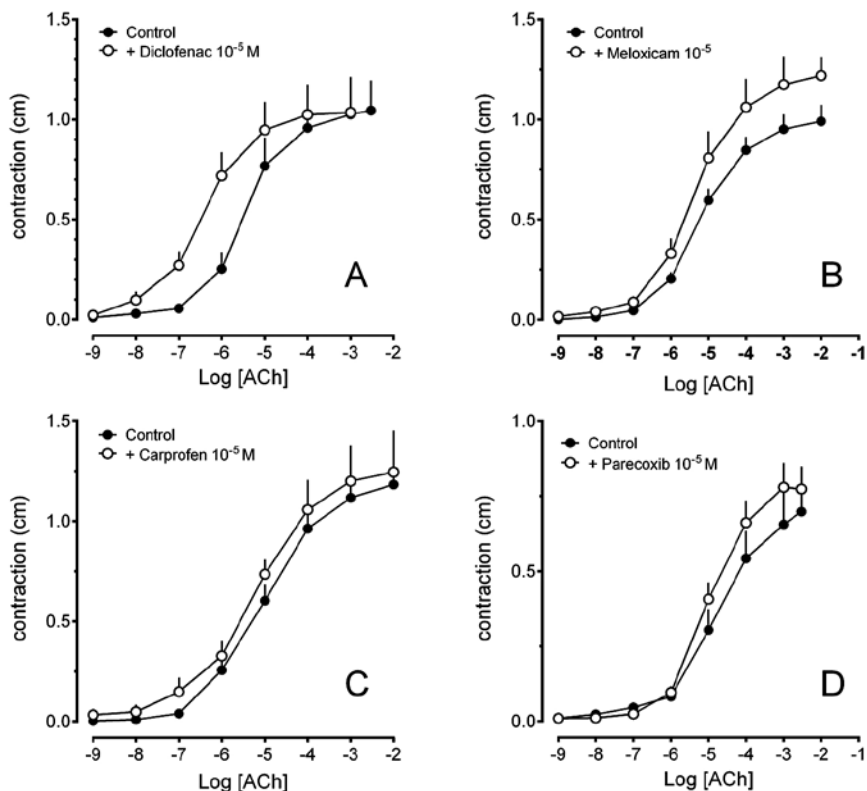 Control
+ Diclofenac 10⁻⁵ M
1.5
1.0
0.5
0.0
contraction (cm)
A
-9 -8 -7 -6 -5 -4 -3 -2
Log [ACh]
Control
+ Meloxicam 10⁻⁵
1.5
1.0
0.5
0.0
contraction (cm)
B
-9 -8 -7 -6 -5 -4 -3 -2 -1
Log [ACh]
Control
+ Carprofen 10⁻⁵ M
1.5
1.0
0.5
0.0
contraction (cm)
C
-9 -8 -7 -6 -5 -4 -3 -2
Log [ACh]
Control
+ Parecoxib 10⁻⁵ M
1.0
0.5
0.0
contraction (cm)
D
-9 -8 -7 -6 -5 -4 -3 -2 -1
Log [ACh]